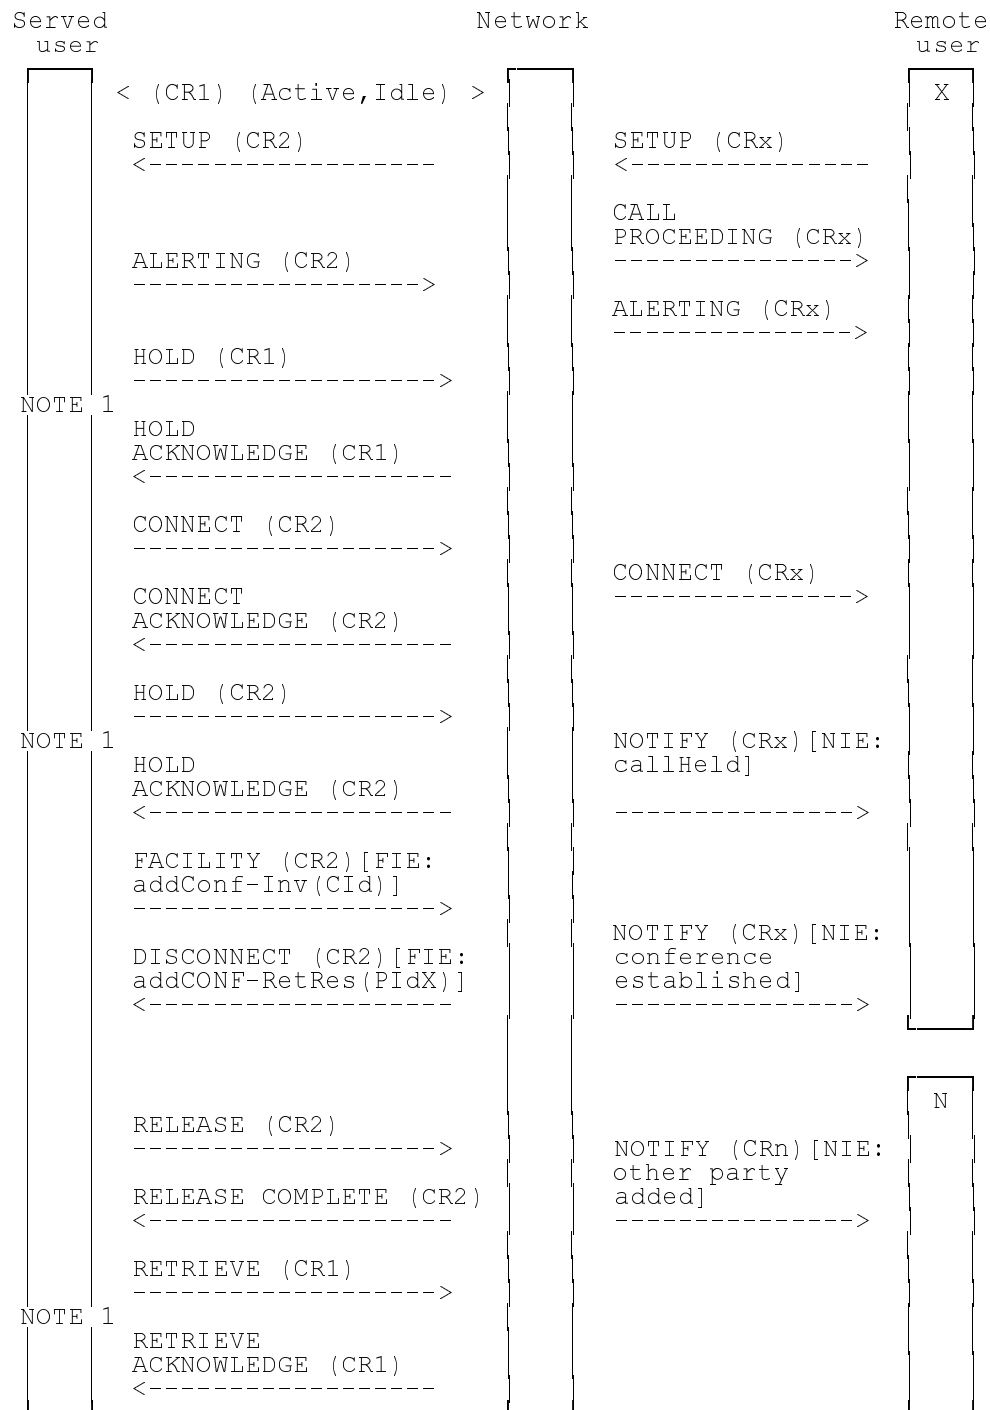 Served Network Remote
user user
< (CR1) (Active,Idle) > X
SETUP (CR2) SETUP (CRx)
<------------------- <---------------
CALL
PROCEEDING (CRx)
ALERTING (CR2) --------------->
------------------>
ALERTING (CRx)
--------------->
HOLD (CR1)
------------------->
NOTE 1
HOLD
ACKNOWLEDGE (CR1)
<-------------------
CONNECT (CR2)
------------------->
CONNECT (CRx)
CONNECT --------------->
ACKNOWLEDGE (CR2)
<-------------------
HOLD (CR2)
------------------->
NOTE 1 NOTIFY (CRx)[NIE:
HOLD callHeld]
ACKNOWLEDGE (CR2)
<------------------- --------------->
FACILITY (CR2)[FIE:
addConf-Inv(CId)]
------------------->
NOTIFY (CRx)[NIE:
DISCONNECT (CR2)[FIE: conference
addCONF-RetRes(PIdX)] established]
<------------------- --------------->
N
RELEASE (CR2)
-------------------> NOTIFY (CRn)[NIE:
other party
RELEASE COMPLETE (CR2) added]
<------------------- --------------->
RETRIEVE (CR1)
------------------->
NOTE 1
RETRIEVE
ACKNOWLEDGE (CR1)
<------------------